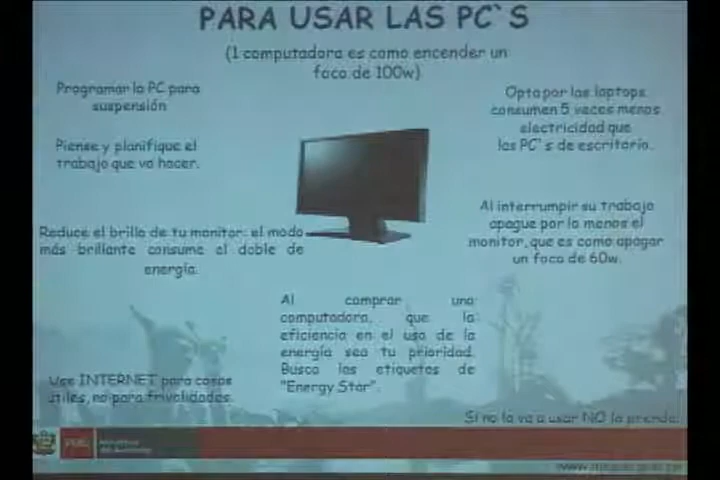 PARA USAR LAS PC`S
(1 computadora es como encender un
foco de 100w)
Programar la PC para
suspensión
Piense y planifique el
trabajo que va hacer.
Reduce el brillo de tu monitor: el modo
más brillante consume el doble de
energía.
Use INTERNET para cosas
útiles, no para frivolidades.
Al comprar una
computadora, que la
eficiencia en el uso de la
energía sea tu prioridad.
Busca las etiquetas de
"Energy Star".
Opta por las laptops
consumen 5 veces menos
electricidad que
las PC`s de escritorio.
Al interrumpir su trabajo
apague por lo menos el
monitor, que es como apagar
un foco de 60w.
Si no la va a usar NO la prenda.
PERÚ